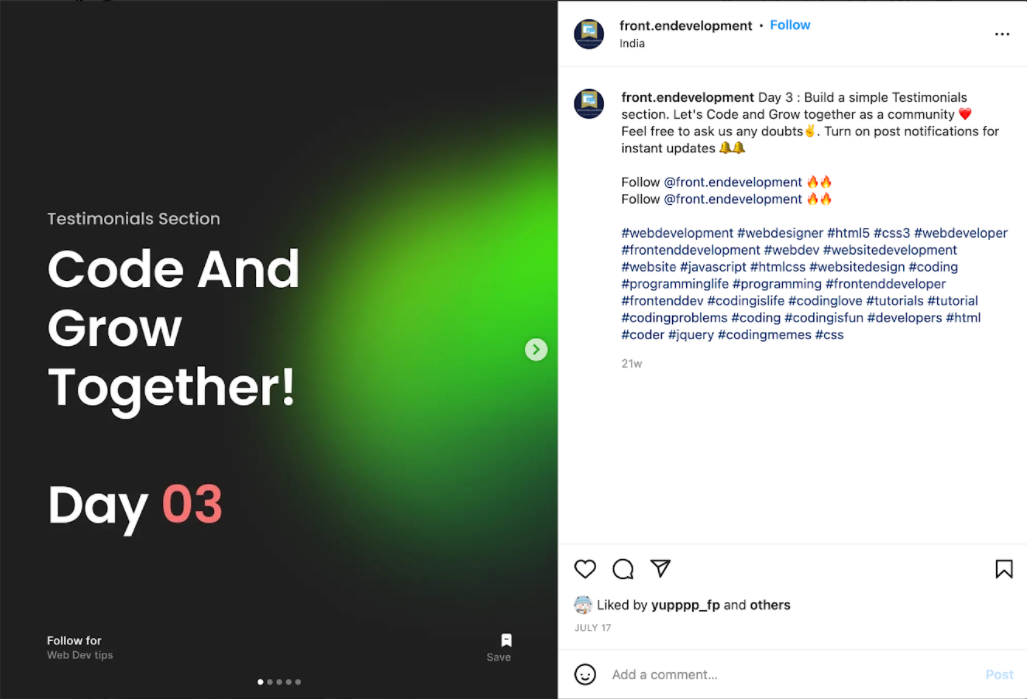 Testimonials Section
Code And
Grow
Together!
Day 03
Follow for
Web Dev tips
Save
front.endevelopment • Follow
India
front.endevelopment Day 3 : Build a simple Testimonials
section. Let's Code and Grow together as a community ❤️
Feel free to ask us any doubts✌️. Turn on post notifications for
instant updates 🔔🔔
Follow @front.endevelopment 🔥🔥
Follow @front.endevelopment 🔥🔥
#webdevelopment #webdesigner #html5 #css3 #webdeveloper
#frontenddevelopment #webdev #websitedevelopment
#website #javascript #htmlcss #websitedesign #coding
#programminglife #programming #frontenddeveloper
#frontenddev #codingislife #codinglove #tutorials #tutorial
#codingproblems #coding #codingisfun #developers #html
#coder #jquery #codingmemes #css
21w
Liked by yupppp_fp and others
JULY 17
Add a comment...
Post